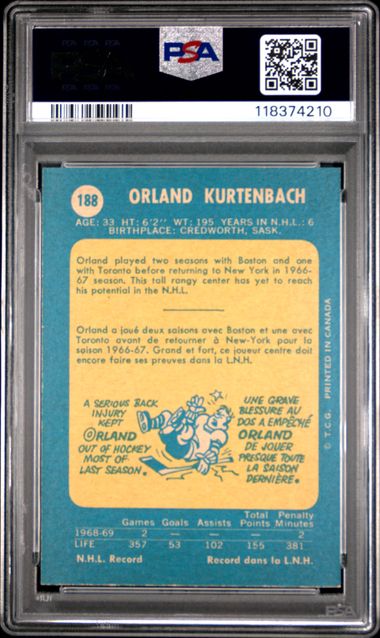 PSA
118374210
188 ORLAND KURTENBACH
AGE: 33 HT: 6'2" WT: 195 YEARS IN N.H.L.: 6
BIRTHPLACE: CREDWORTH, SASK.
Orland played two seasons with Boston and one
with Toronto before returning to New York in 1966-
67 season. This tall rangy center has yet to reach
his potential in the N.H.L.
Orland a joué deux saisons avec Boston et une avec
Toronto avant de retourner à New-York pour la
saison 1966-67. Grand et fort, ce joueur centre doit
encore faire ses preuves dans la L.N.H.
A SERIOUS BACK
INJURY
KEPT
ORLAND
OUT OF HOCKEY
MOST OF
LAST SEASON.
UNE GRAVE
BLESSURE AU
DOS A EMPÊCHÉ
ORLAND
DE JOUER
PRESQUE TOUTE
LA SAISON
DERNIÈRE.
© T.C.G. PRINTED IN CANADA
Games Goals Assists Total Points Penalty Minutes
1968-69 2 — — — 2
LIFE 357 53 102 155 381
N.H.L. Record Record dans la L.N.H.